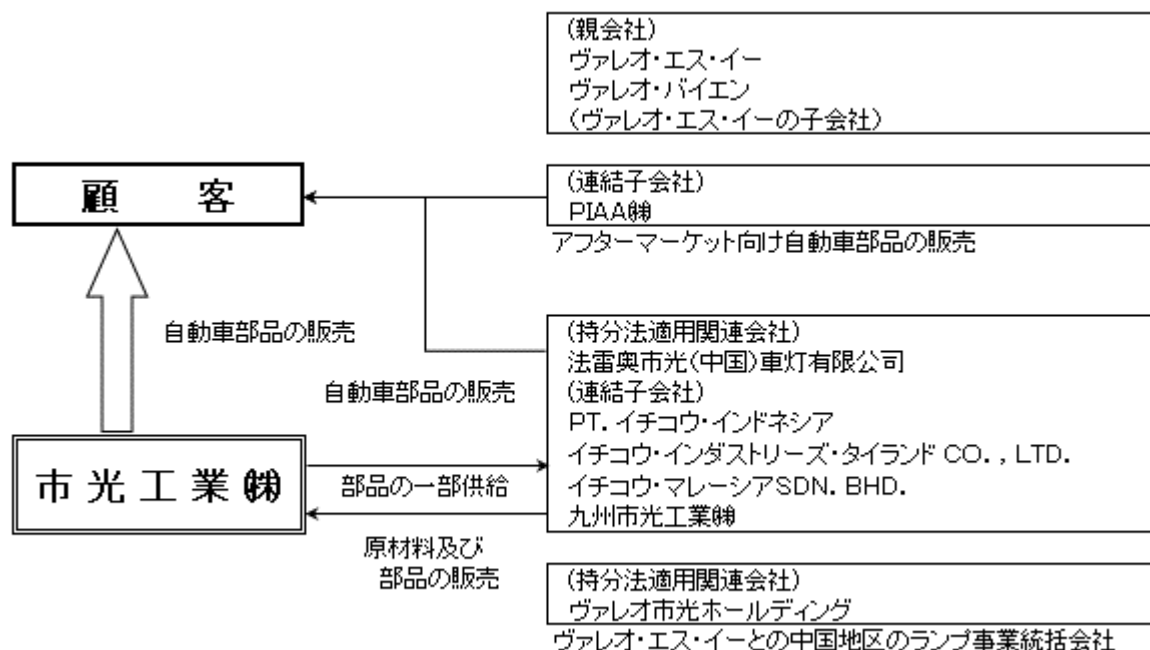 (親会社)
ヴァレオ・エス・イー
ヴァレオ・バイエン
(ヴァレオ・エス・イーの子会社)
顧 客
(連結子会社)
PIAA㈱
アフターマーケット向け自動車部品の販売
自動車部品の販売
(持分法適用関連会社)
法雷奥市光(中国)車灯有限公司
(連結子会社)
PT. イチコウ・インドネシア
イチコウ・インダストリーズ・タイランド CO. , LTD.
イチコウ・マレーシアSDN. BHD.
九州市光工業㈱
自動車部品の販売
市光工業㈱
部品の一部供給
原材料及び
部品の販売
(持分法適用関連会社)
ヴァレオ市光ホールディング
ヴァレオ・エス・イーとの中国地区のランプ事業統括会社